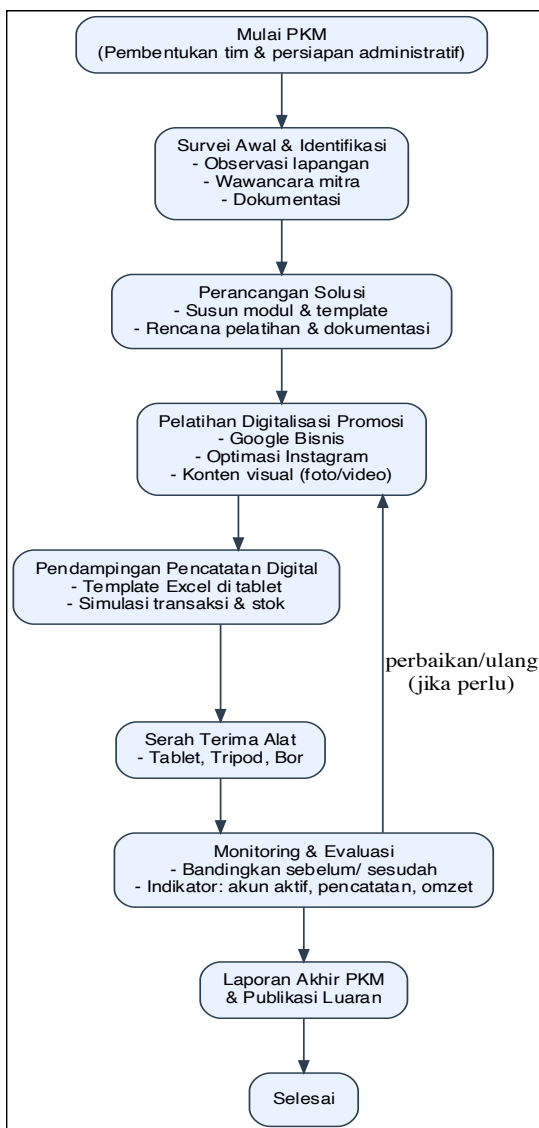 Mulai PKM
(Pembentukan tim & persiapan administratif)
Survei Awal & Identifikasi
- Observasi lapangan
- Wawancara mitra
- Dokumentasi
Perancangan Solusi
- Susun modul & template
- Rencana pelatihan & dokumentasi
Pelatihan Digitalisasi Promosi
- Google Bisnis
- Optimasi Instagram
- Konten visual (foto/video)
Pendampingan Pencatatan Digital
- Template Excel di tablet
- Simulasi transaksi & stok
perbaikan/ulang
(jika perlu)
Serah Terima Alat
- Tablet, Tripod, Bor
Monitoring & Evaluasi
- Bandingkan sebelum/ sesudah
- Indikator: akun aktif, pencatatan, omzet
Laporan Akhir PKM
& Publikasi Luaran
Selesai